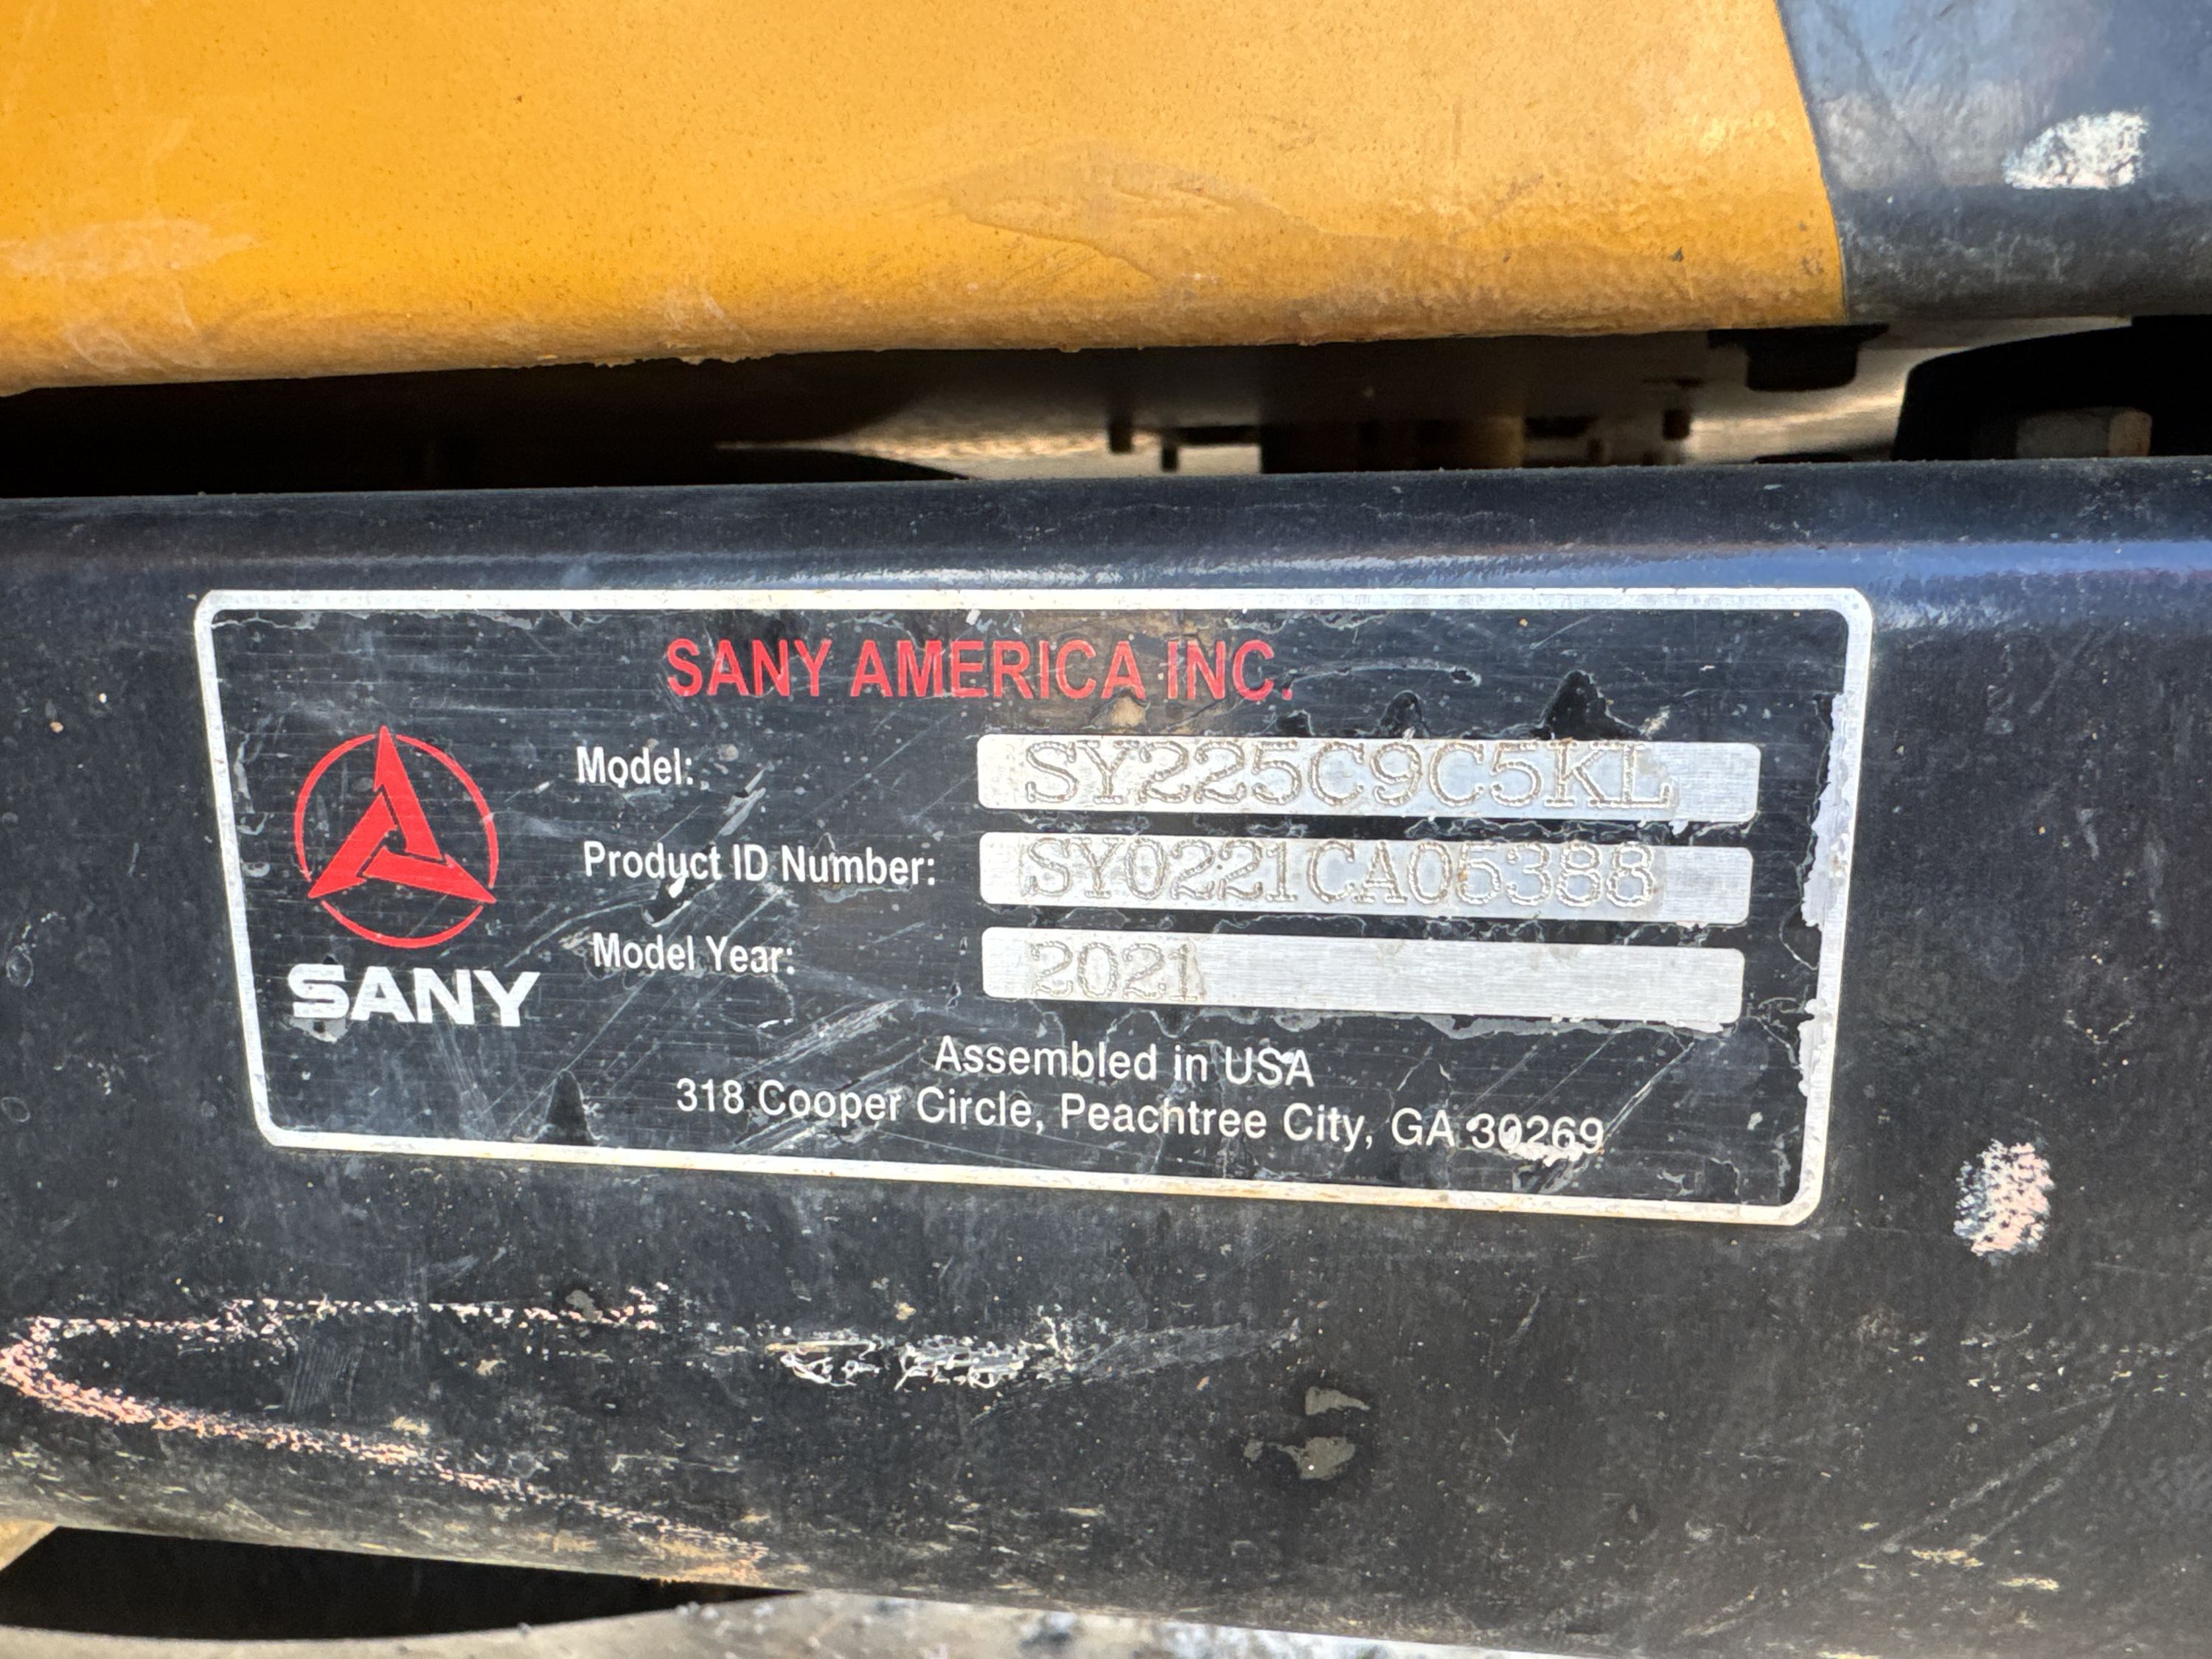 SANY AMERICA INC.
Model: SY225C9C5KL
Product ID Number: SY0221CA05388
Model Year: 2021
SANY
Assembled in USA
318 Cooper Circle, Peachtree City, GA 30269